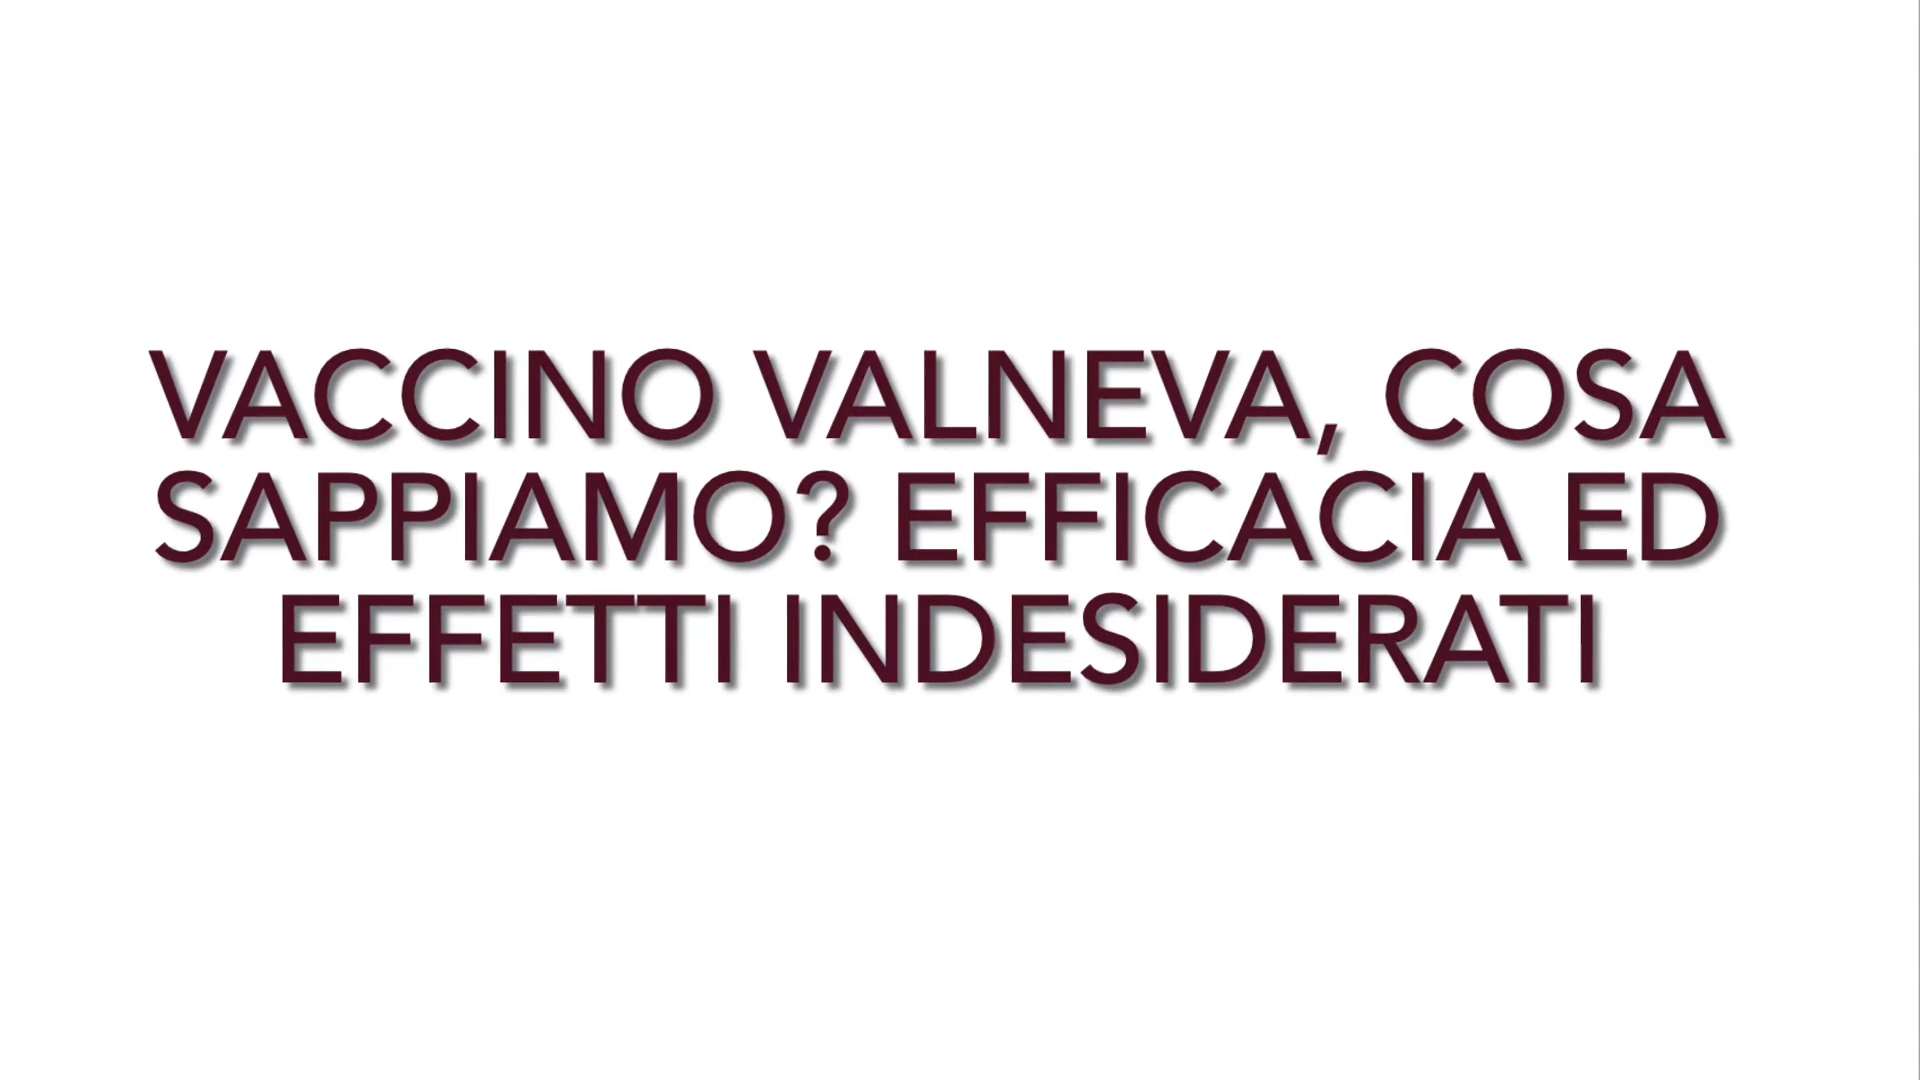 VACCINO VALNEVA, COSA
SAPPIAMO? EFFICACIA ED
EFFETTI INDESIDERATI